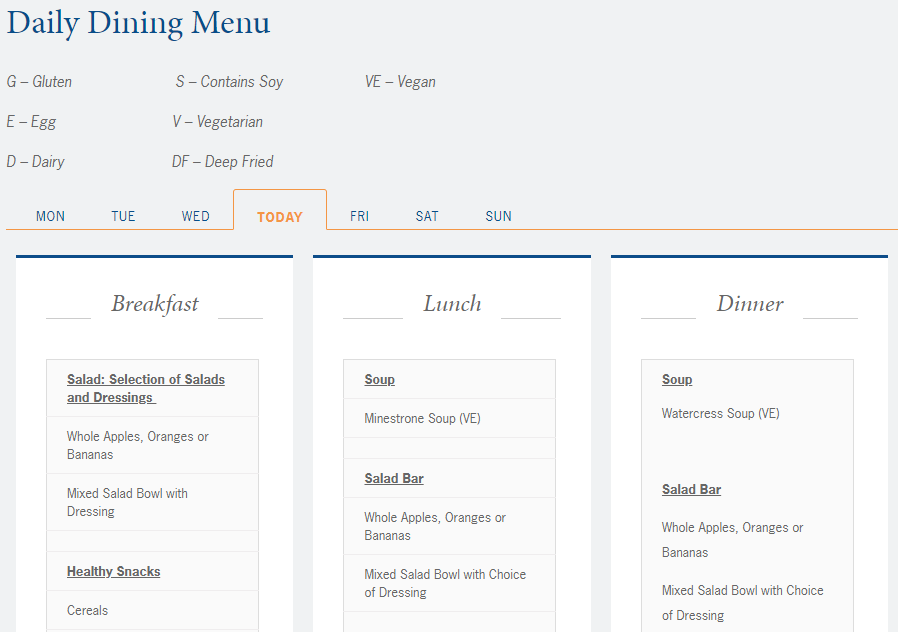 Daily Dining Menu
G – Gluten S – Contains Soy VE – Vegan
E – Egg V – Vegetarian
D – Dairy DF – Deep Fried
MON TUE WED TODAY FRI SAT SUN
Breakfast
Salad: Selection of Salads
and Dressings
Whole Apples, Oranges or
Bananas
Mixed Salad Bowl with
Dressing
Healthy Snacks
Cereals
Lunch
Soup
Minestrone Soup (VE)
Salad Bar
Whole Apples, Oranges or
Bananas
Mixed Salad Bowl with Choice
of Dressing
Dinner
Soup
Watercress Soup (VE)
Salad Bar
Whole Apples, Oranges or
Bananas
Mixed Salad Bowl with Choice
of Dressing